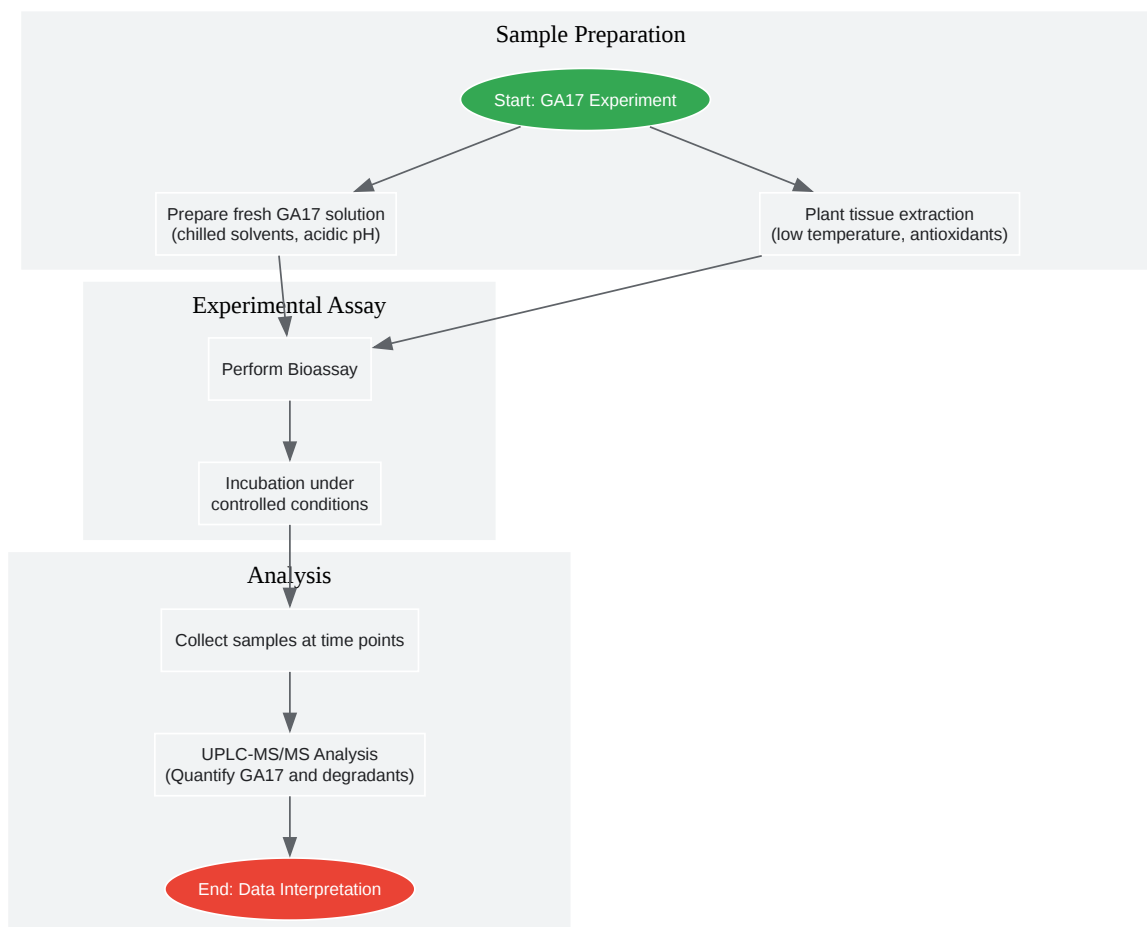 Sample Preparation
Start: GA17 Experiment
Prepare fresh GA17 solution
(chilled solvents, acidic pH)
Plant tissue extraction
(low temperature, antioxidants)
Experimental Assay
Perform Bioassay
Incubation under
controlled conditions
Analysis
Collect samples at time points
UPLC-MS/MS Analysis
(Quantify GA17 and degradants)
End: Data Interpretation